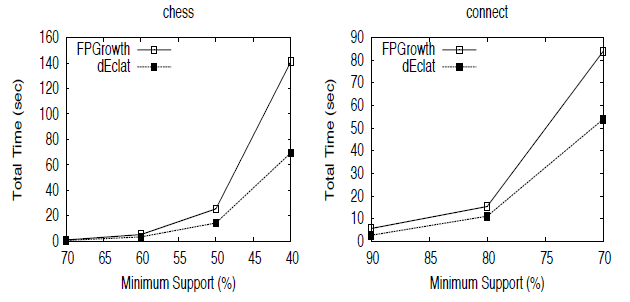 chess
160
140
120
100
80
60
40
20
0
Total Time (sec)
FPGrowth
dEclat
70 65 60 55 50 45 40
Minimum Support (%)
connect
90
80
70
60
50
40
30
20
10
0
Total Time (sec)
FPGrowth
dEclat
90 85 80 75 70
Minimum Support (%)